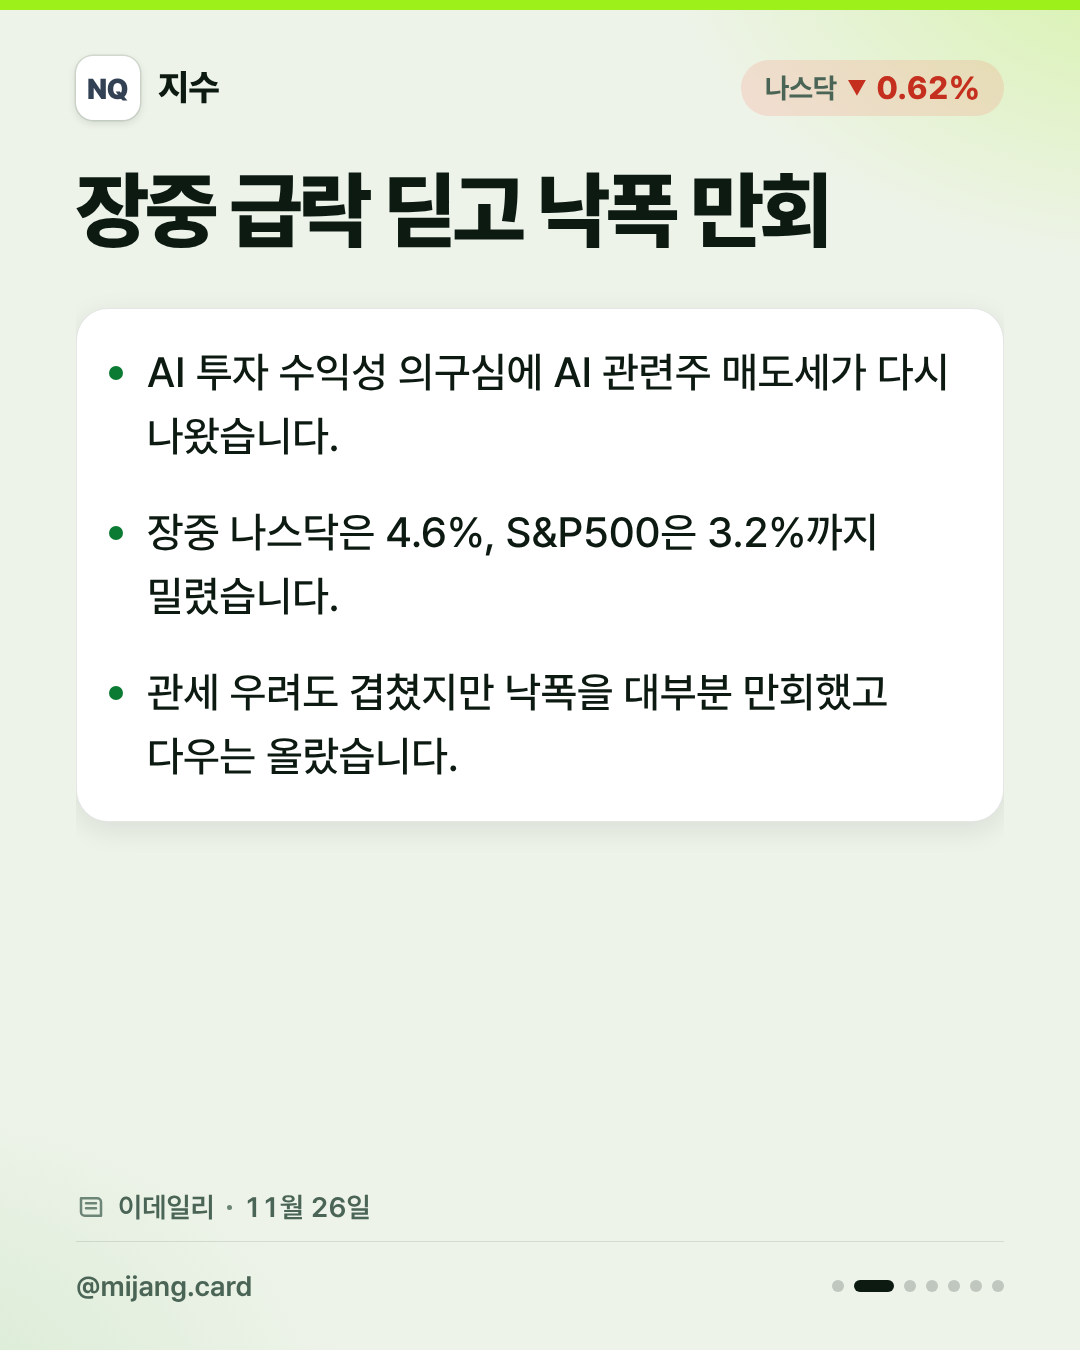 NQ 지수
나스닥 ▼ 0.62%
장중 급락 딛고 낙폭 만회
• AI 투자 수익성 의구심에 AI 관련주 매도세가 다시
나왔습니다.
• 장중 나스닥은 4.6%, S&P500은 3.2%까지
밀렸습니다.
• 관세 우려도 겹쳤지만 낙폭을 대부분 만회했고
다우는 올랐습니다.
이데일리 · 11월 26일
@mijang.card